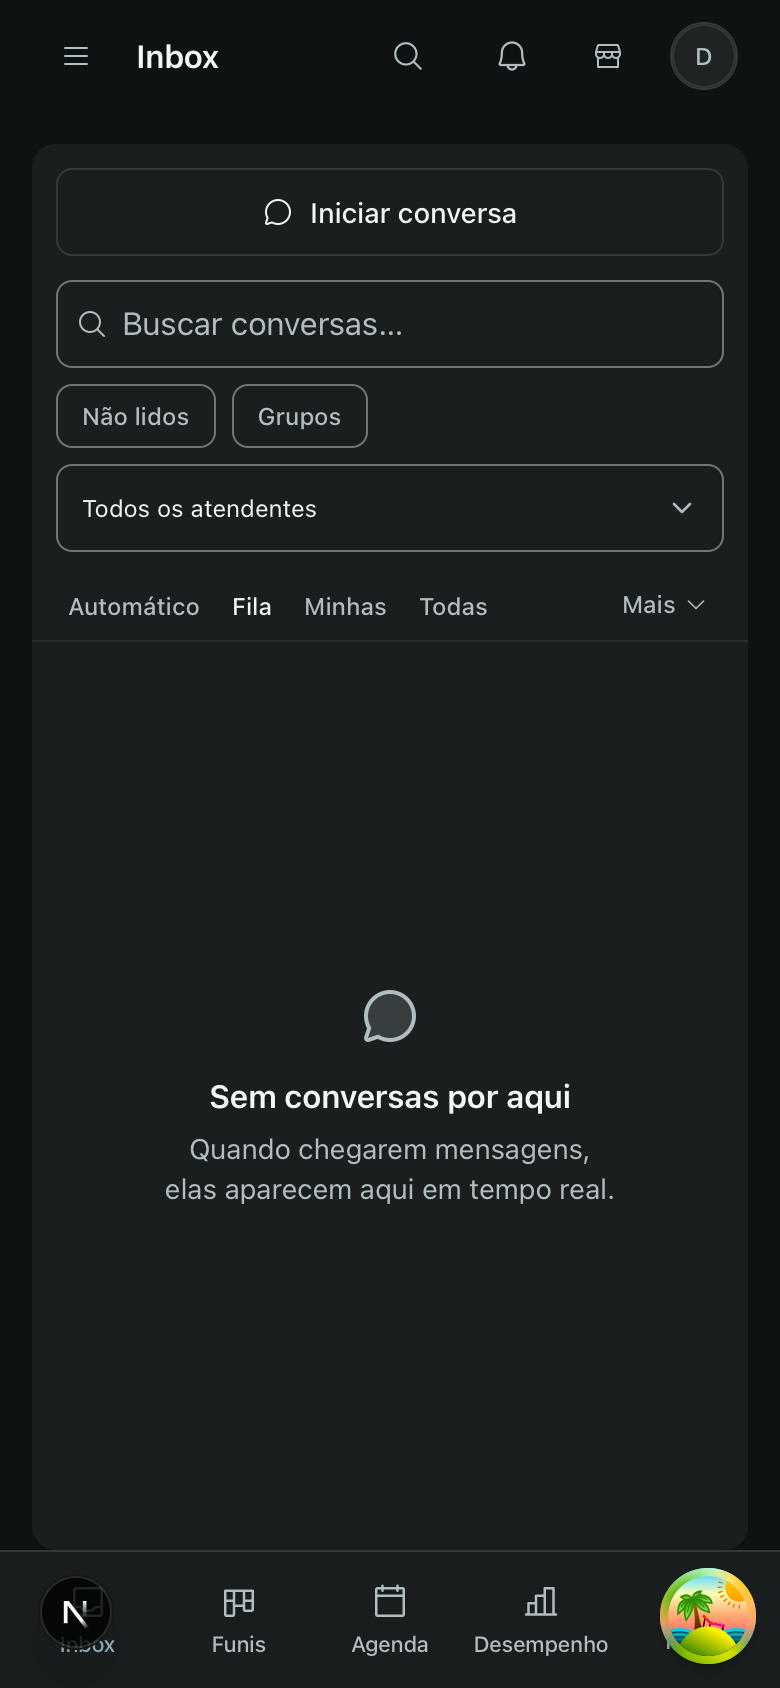 Inbox
D
Iniciar conversa
Buscar conversas...
Não lidos
Grupos
Todos os atendentes
Automático
Fila
Minhas
Todas
Mais
Sem conversas por aqui
Quando chegarem mensagens,
elas aparecem aqui em tempo real.
N
Inbox
Funis
Agenda
Desempenho